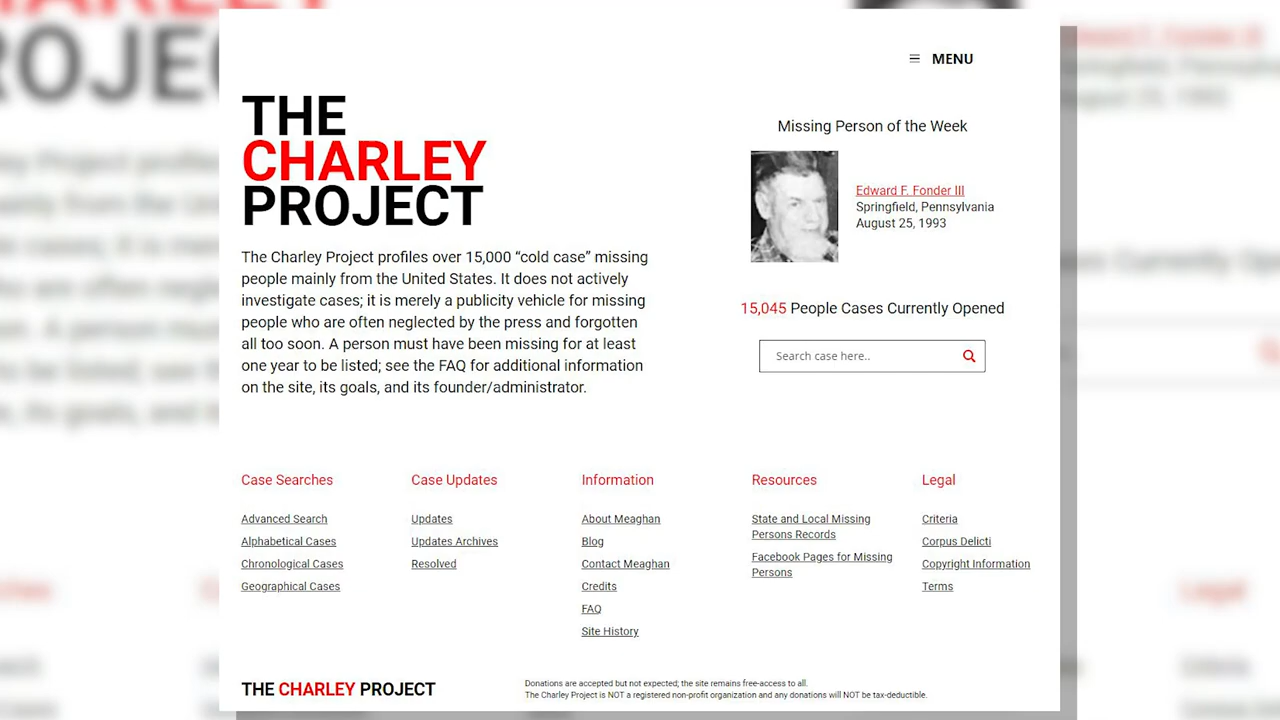 MENU
THE
CHARLEY
PROJECT
The Charley Project profiles over 15,000 “cold case” missing
people mainly from the United States. It does not actively
investigate cases; it is merely a publicity vehicle for missing
people who are often neglected by the press and forgotten
all too soon. A person must have been missing for at least
one year to be listed; see the FAQ for additional information
on the site, its goals, and its founder/administrator.
Missing Person of the Week
Edward F. Fonder III
Springfield, Pennsylvania
August 25, 1993
15,045 People Cases Currently Opened
Search case here..
Case Searches
Advanced Search
Alphabetical Cases
Chronological Cases
Geographical Cases
Case Updates
Updates
Updates Archives
Resolved
Information
About Meaghan
Blog
Contact Meaghan
Credits
FAQ
Site History
Resources
State and Local Missing
Persons Records
Facebook Pages for Missing
Persons
Legal
Criteria
Corpus Delicti
Copyright Information
Terms
THE CHARLEY PROJECT
Donations are accepted but not expected; the site remains free-access to all.
The Charley Project is NOT a registered non-profit organization and any donations will NOT be tax-deductible.